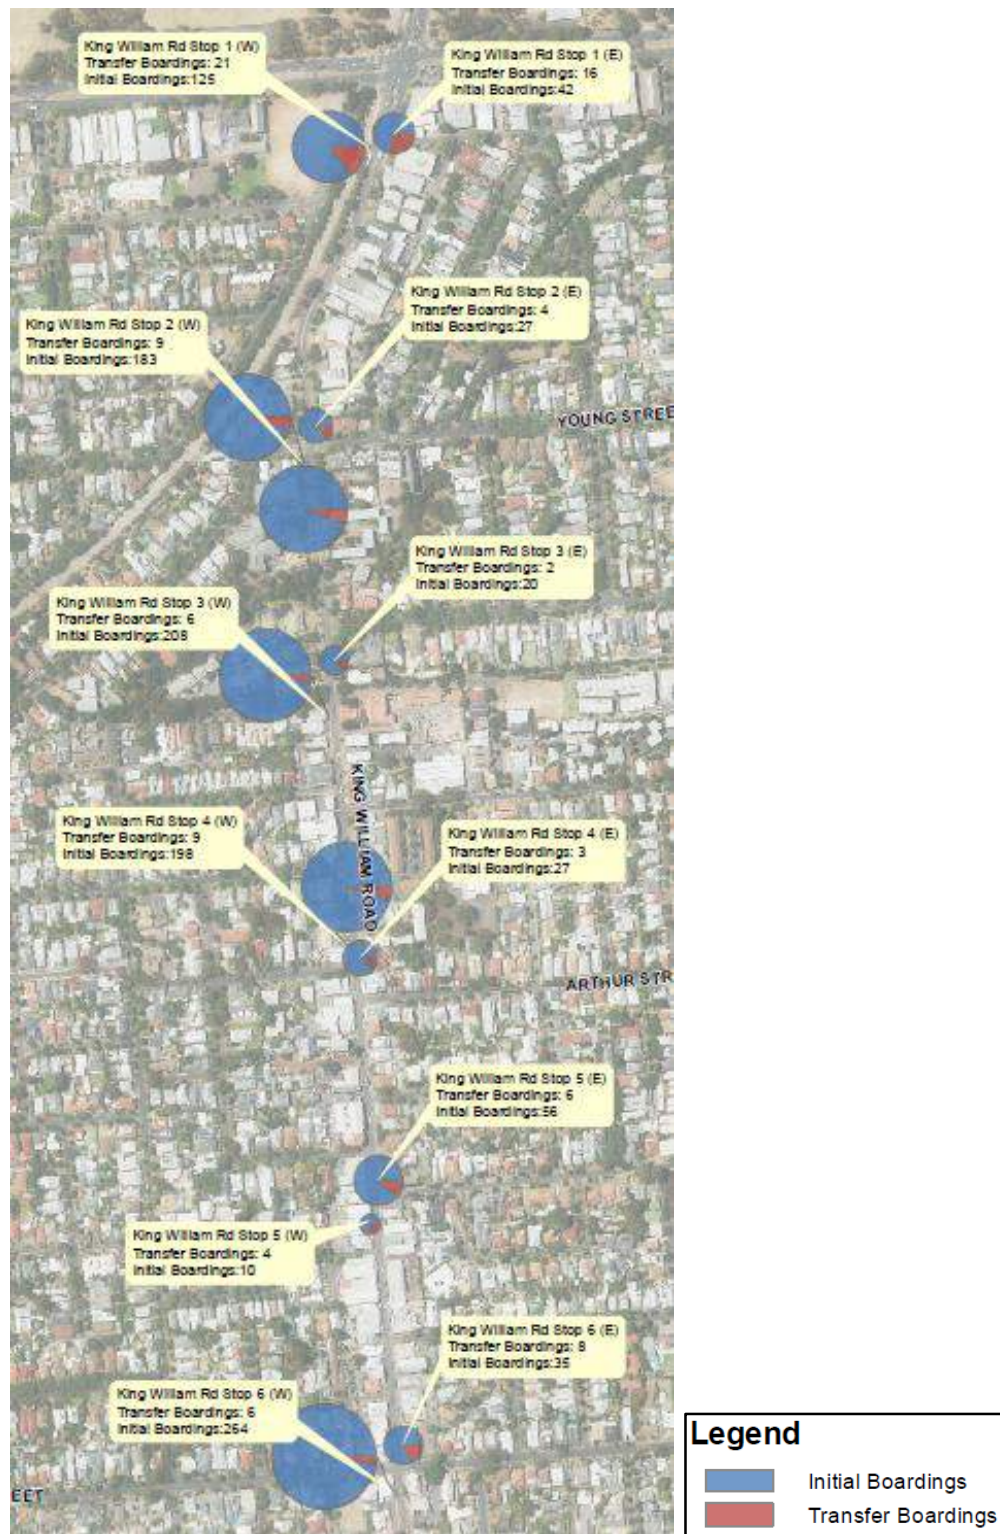 King William Rd Stop 1 (W)
Transfer Boardings: 21
Initial Boardings:125
King William Rd Stop 1 (E)
Transfer Boardings: 16
Initial Boardings:42
King William Rd Stop 2 (E)
Transfer Boardings: 4
Initial Boardings:27
King William Rd Stop 2 (W)
Transfer Boardings: 9
Initial Boardings:183
YOUNG STREE
King William Rd Stop 3 (E)
Transfer Boardings: 2
Initial Boardings:20
King William Rd Stop 3 (W)
Transfer Boardings: 6
Initial Boardings:208
KING WILLIAM ROAD
King William Rd Stop 4 (W)
Transfer Boardings: 9
Initial Boardings:198
King William Rd Stop 4 (E)
Transfer Boardings: 3
Initial Boardings:27
ARTHUR STR
King William Rd Stop 5 (E)
Transfer Boardings: 6
Initial Boardings:56
King William Rd Stop 5 (W)
Transfer Boardings: 4
Initial Boardings:10
King William Rd Stop 6 (E)
Transfer Boardings: 8
Initial Boardings:35
King William Rd Stop 6 (W)
Transfer Boardings: 6
Initial Boardings:264
EET
Legend
Initial Boardings
Transfer Boardings